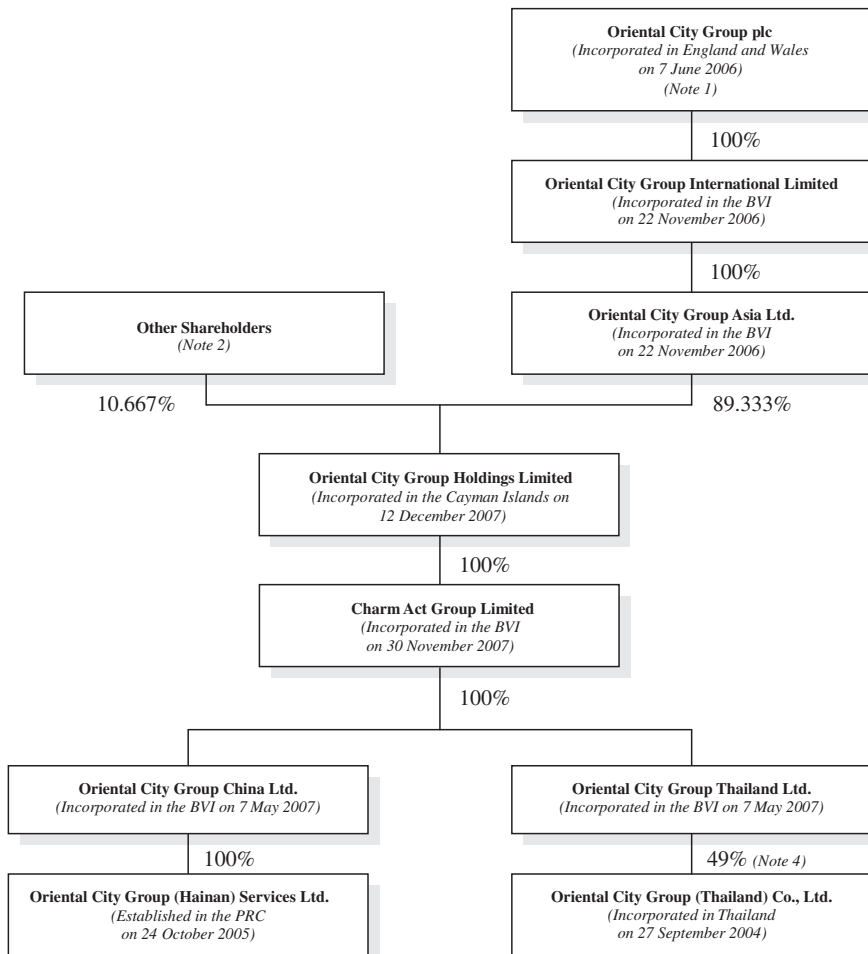 Oriental City Group plc
(Incorporated in England and Wales
on 7 June 2006)
(Note 1)
100%
Oriental City Group International Limited
(Incorporated in the BVI
on 22 November 2006)
100%
Other Shareholders
(Note 2)
Oriental City Group Asia Ltd.
(Incorporated in the BVI
on 22 November 2006)
10.667%
89.333%
Oriental City Group Holdings Limited
(Incorporated in the Cayman Islands on
12 December 2007)
100%
Charm Act Group Limited
(Incorporated in the BVI
on 30 November 2007)
100%
Oriental City Group China Ltd.
(Incorporated in the BVI on 7 May 2007)
Oriental City Group Thailand Ltd.
(Incorporated in the BVI on 7 May 2007)
100%
49% (Note 4)
Oriental City Group (Hainan) Services Ltd.
(Established in the PRC
on 24 October 2005)
Oriental City Group (Thailand) Co., Ltd.
(Incorporated in Thailand
on 27 September 2004)